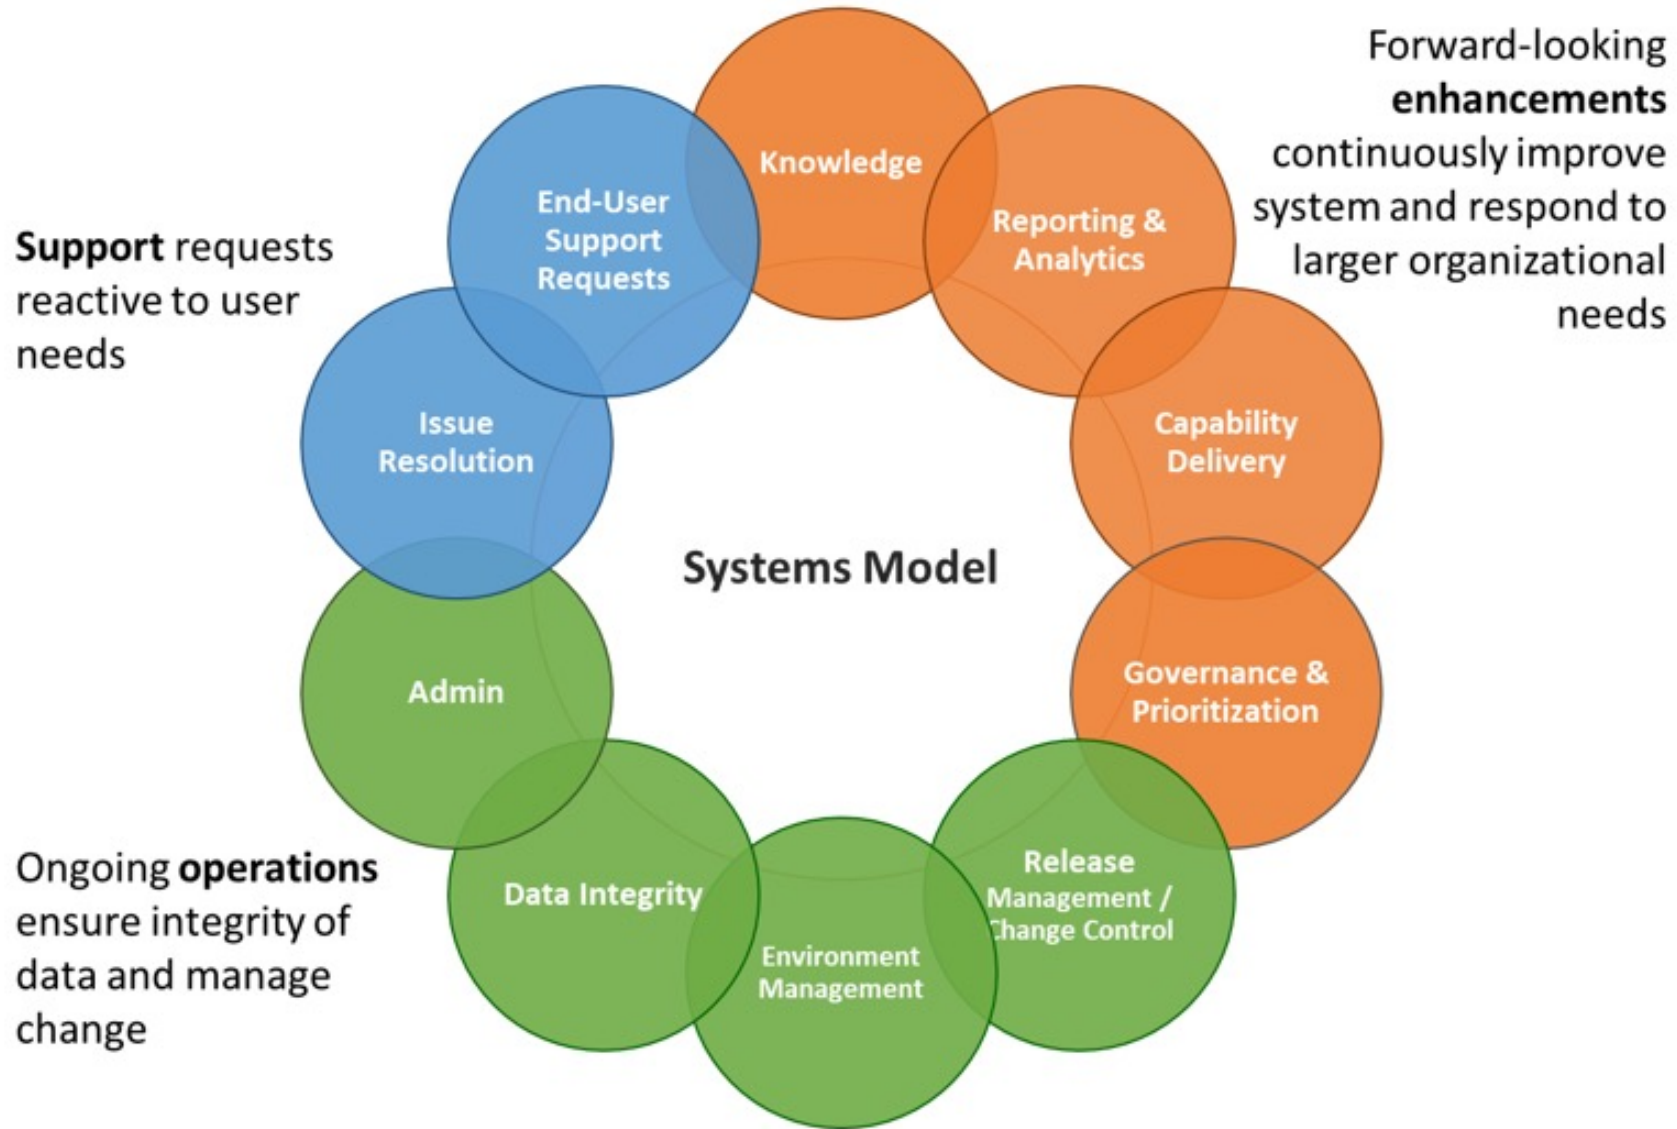 Forward-looking
enhancements
continuously improve
system and respond to
larger organizational
needs
Support requests
reactive to user
needs
Knowledge
Reporting &
Analytics
Capability
Delivery
Governance &
Prioritization
Release
Management /
Change Control
Environment
Management
Data Integrity
Admin
Issue
Resolution
End-User
Support
Requests
Systems Model
Ongoing operations
ensure integrity of
data and manage
change